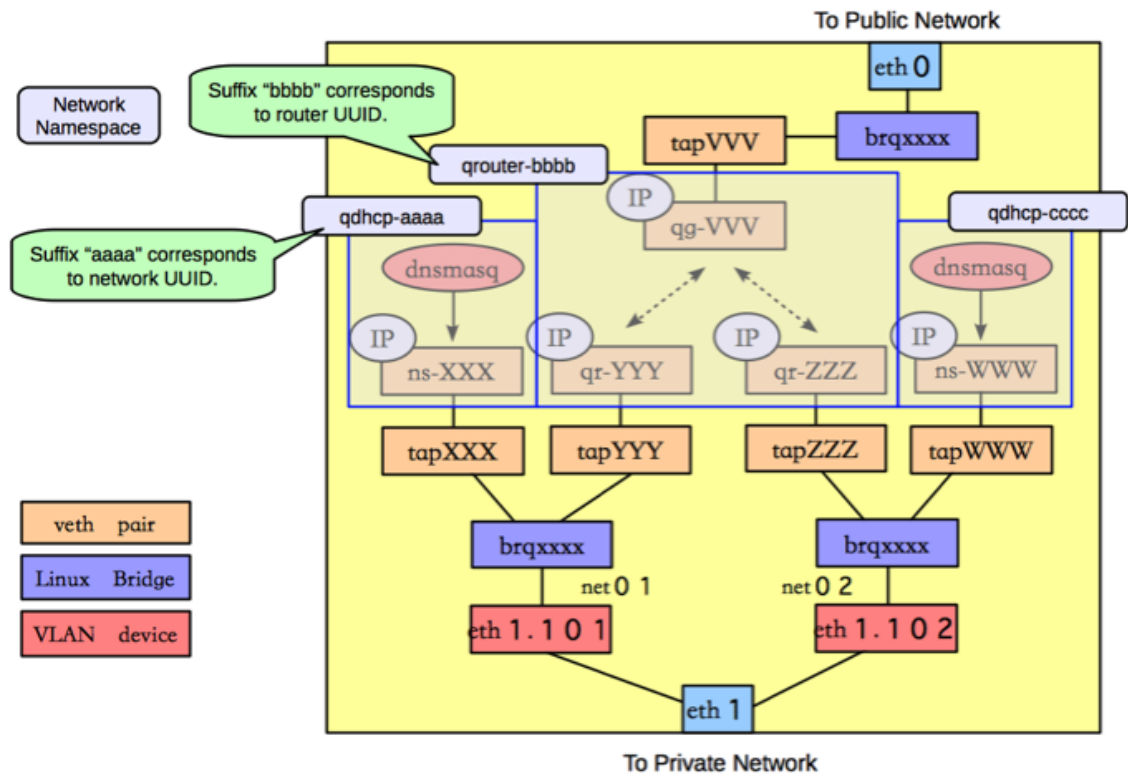 To Public Network
eth 0
Suffix “bbbb” corresponds
to router UUID.
Network
Namespace
tapVVV
brqxxxx
qrouter-bbbb
IP
qdhcp-aaaa
qdhcp-cccc
qg-VVV
Suffix “aaaa” corresponds
to network UUID.
dnsmasq
dnsmasq
IP
IP
IP
IP
ns-XXX
qr-YYY
qr-ZZZ
ns-WWW
tapXXX
tapYYY
tapZZZ
tapWWW
veth pair
brqxxxx
brqxxxx
Linux Bridge
net 0 1
net 0 2
VLAN device
eth 1 . 1 0 1
eth 1 . 1 0 2
eth 1
To Private Network